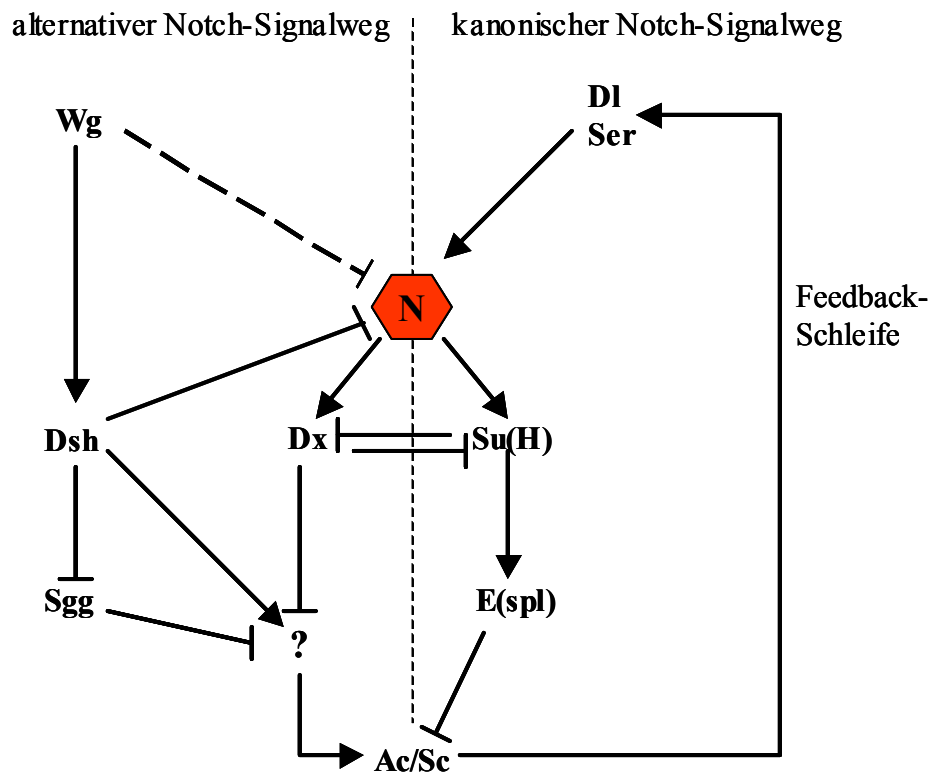 alternativer Notch-Signalweg
kanonischer Notch-Signalweg
Dl
Ser
Wg
N
Feedback-
Schleife
Dsh
Dx
Su(H)
Sgg
E(spl)
?
Ac/Sc